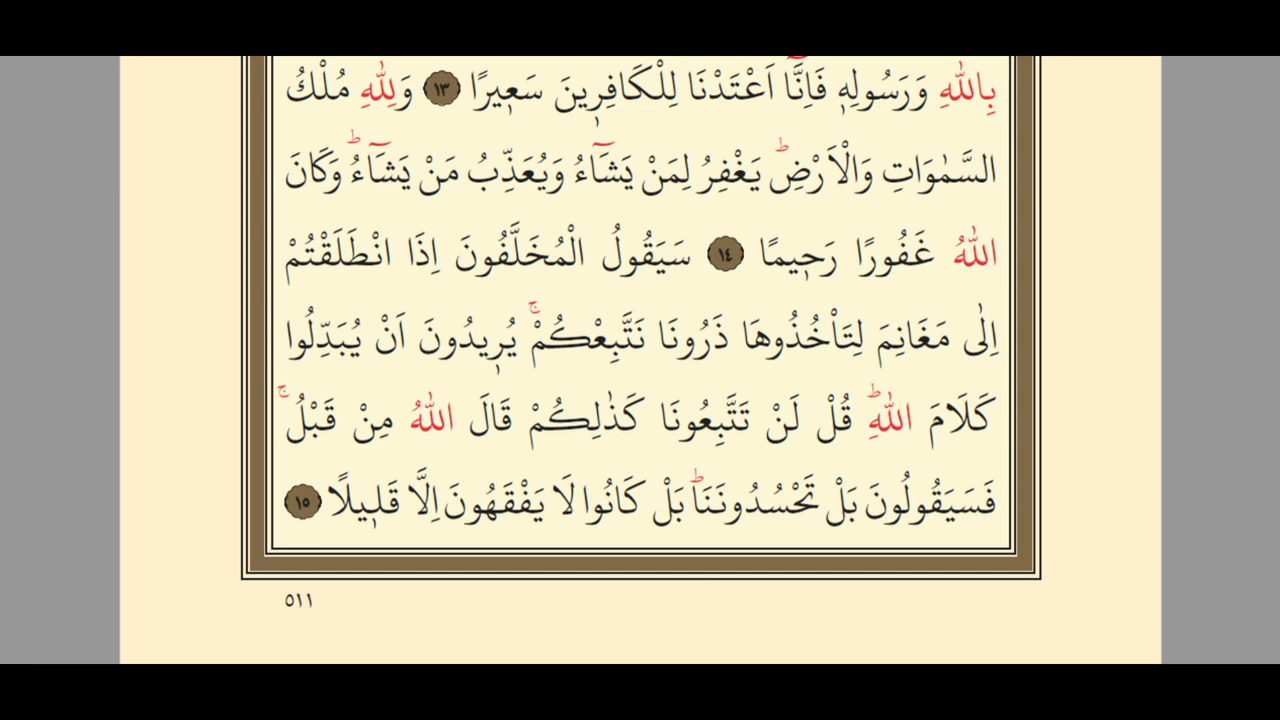 بِاللّٰهِ وَرَسُولِهٖ فَاِنَّٓا اَعْتَدْنَا لِلْكَافِرٖينَ سَعٖيرًا ﴿١٣﴾ وَلِلّٰهِ مُلْكُ
السَّمٰوَاتِ وَالْاَرْضِۜ يَغْفِرُ لِمَنْ يَشَٓاءُ وَيُعَذِّبُ مَنْ يَشَٓاءُۜ وَكَانَ
اللّٰهُ غَفُورًا رَحٖيمًا ﴿١٤﴾ سَيَقُولُ الْمُخَلَّفُونَ اِذَا انْطَلَقْتُمْ
اِلٰى مَغَانِمَ لِتَأْخُذُوهَا ذَرُونَا نَتَّبِعْكُمْۚ يُرٖيدُونَ اَنْ يُبَدِّلُوا
كَلَامَ اللّٰهِۜ قُلْ لَنْ تَتَّبِعُونَا كَذٰلِكُمْ قَالَ اللّٰهُ مِنْ قَبْلُۚ
فَسَيَقُولُونَ بَلْ تَحْسُدُونَنَاۜ بَلْ كَانُوا لَا يَفْقَهُونَ اِلَّا قَلٖيلًا ﴿١٥﴾
٥١١